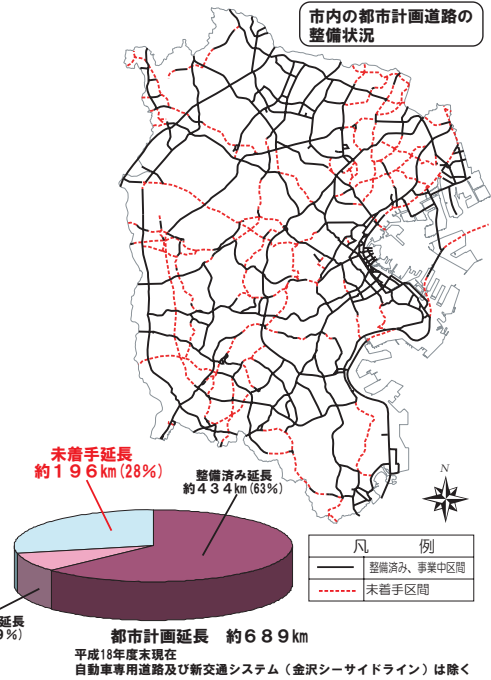 市内の都市計画道路の
整備状況
未着手延長
約196km(28%)
整備済み延長
約434km(63%)
N
凡 例
整備済み、事業中区間
未着手区間
延長
9%)
都市計画延長 約689km
平成18年度末現在
自動車専用道路及び新交通システム(金沢シーサイドライン)は除く